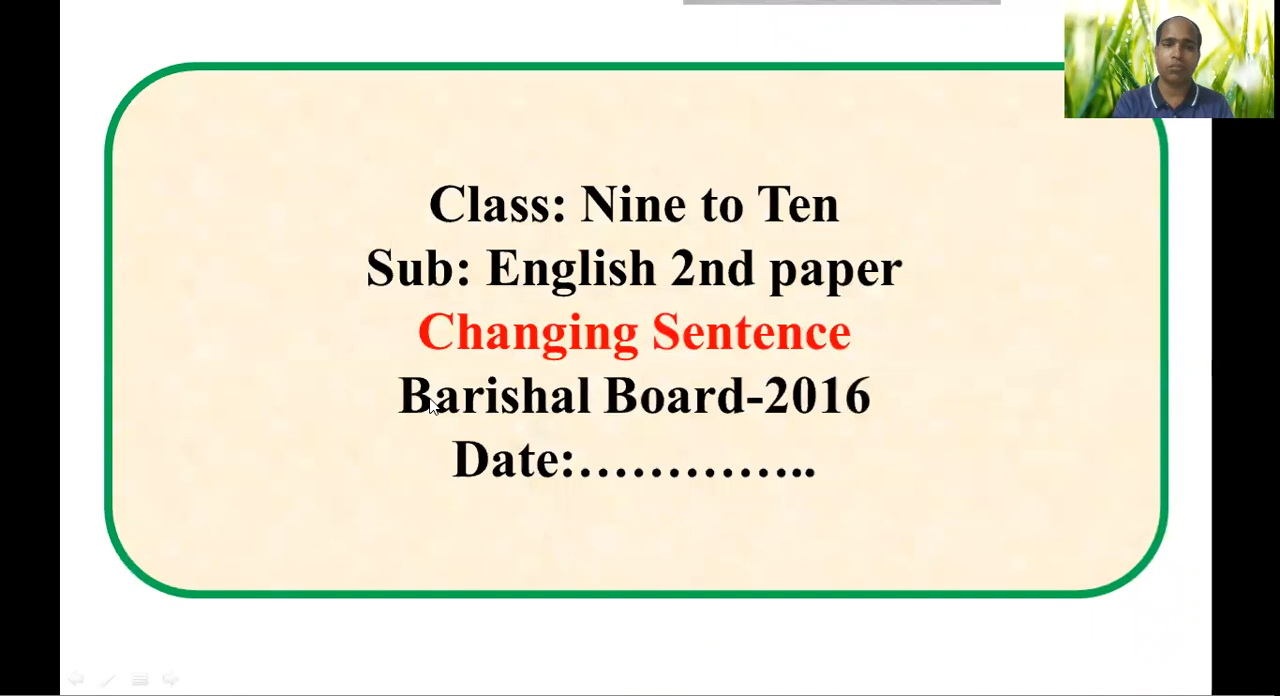 Class: Nine to Ten
Sub: English 2nd paper
Changing Sentence
Barishal Board-2016
Date:…………..